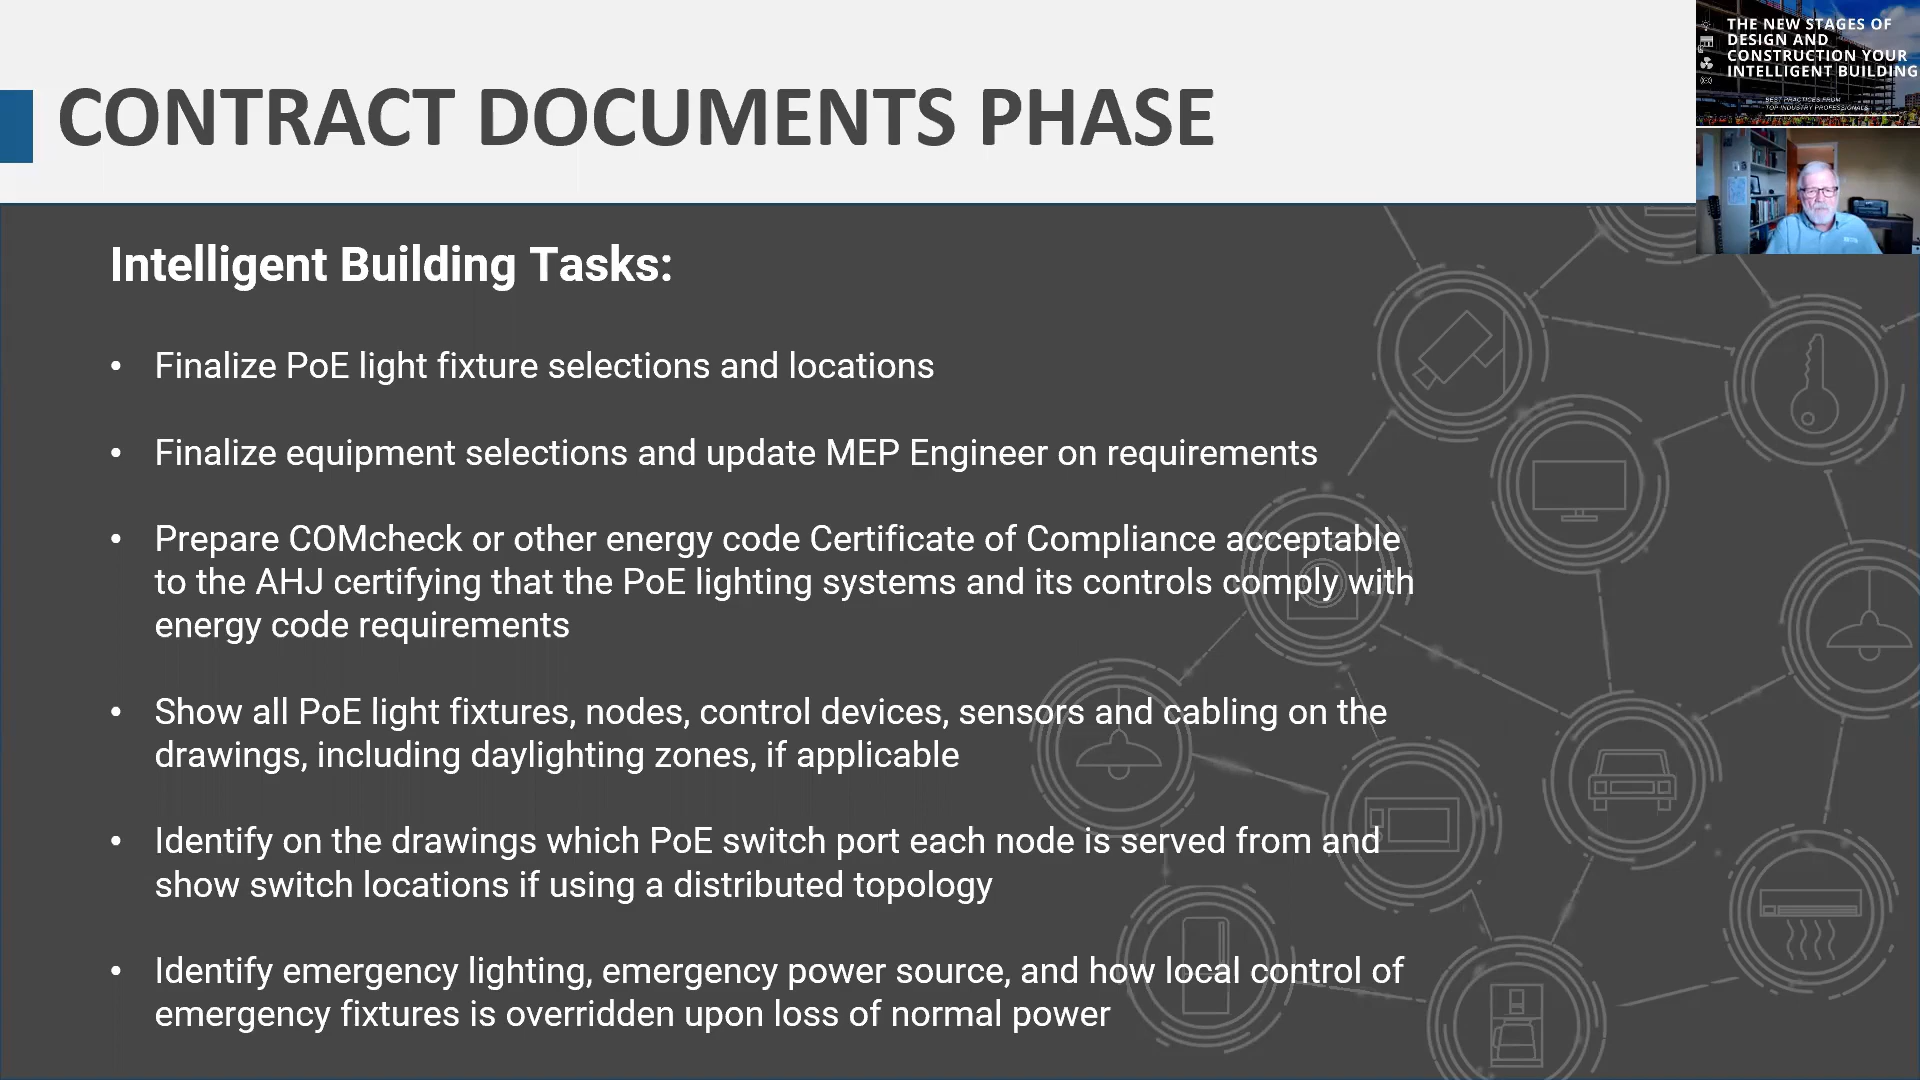 CONTRACT DOCUMENTS PHASE
THE NEW STAGES OF
DESIGN AND
CONSTRUCTION YOUR
INTELLIGENT BUILDING
BEST PRACTICES FROM
TOP INDUSTRY PROFESSIONALS
Intelligent Building Tasks:
• Finalize PoE light fixture selections and locations
• Finalize equipment selections and update MEP Engineer on requirements
• Prepare COMcheck or other energy code Certificate of Compliance acceptable
to the AHJ certifying that the PoE lighting systems and its controls comply with
energy code requirements
• Show all PoE light fixtures, nodes, control devices, sensors and cabling on the
drawings, including daylighting zones, if applicable
• Identify on the drawings which PoE switch port each node is served from and
show switch locations if using a distributed topology
• Identify emergency lighting, emergency power source, and how local control of
emergency fixtures is overridden upon loss of normal power